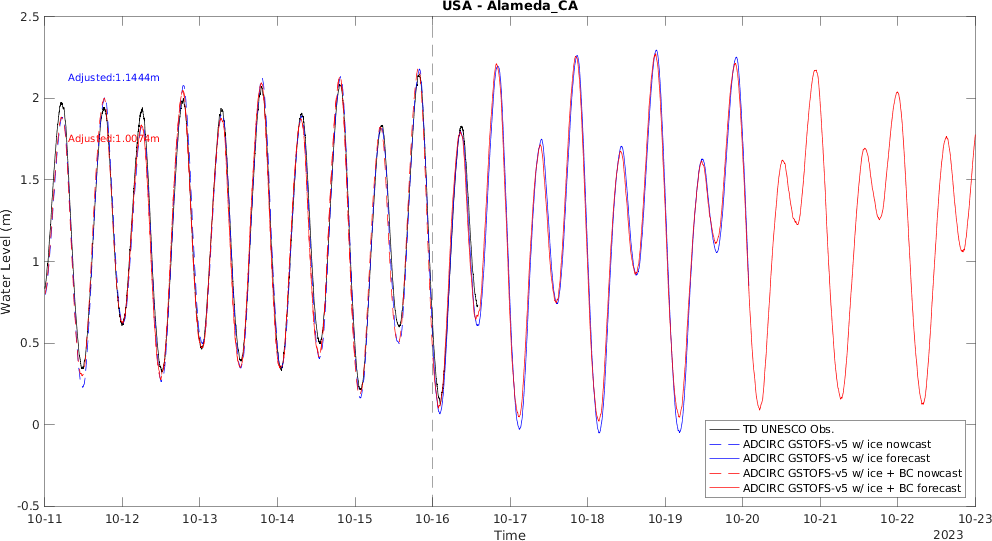 USA - Alameda_CA
2.5
2
1.5
1
0.5
0
-0.5
Water Level (m)
Adjusted:1.1444m
Adjusted:1.0074m
TD UNESCO Obs.
ADCIRC GSTOFS-v5 w/ ice nowcast
ADCIRC GSTOFS-v5 w/ ice forecast
ADCIRC GSTOFS-v5 w/ ice + BC nowcast
ADCIRC GSTOFS-v5 w/ ice + BC forecast
10-11 10-12 10-13 10-14 10-15 10-16 10-17 10-18 10-19 10-20 10-21 10-22 10-23
Time
2023